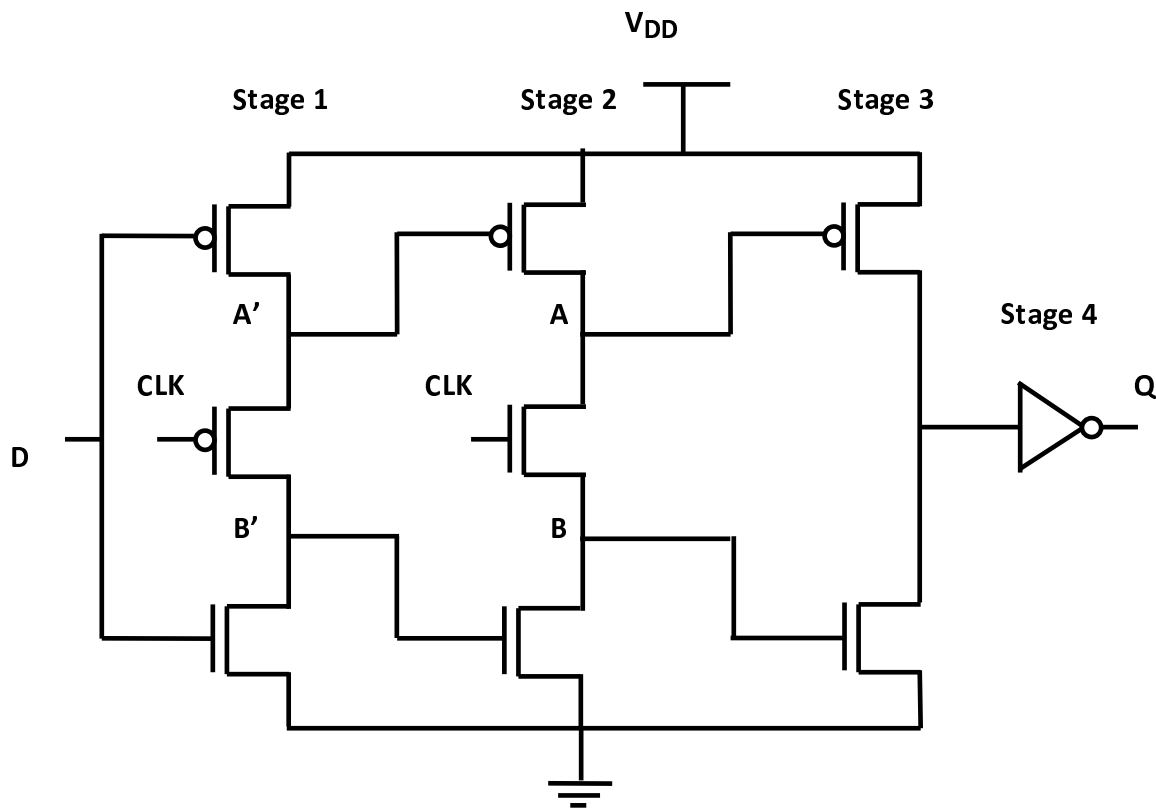 VDD
Stage 1
Stage 2
Stage 3
A’
A
Stage 4
CLK
CLK
Q
D
B’
B